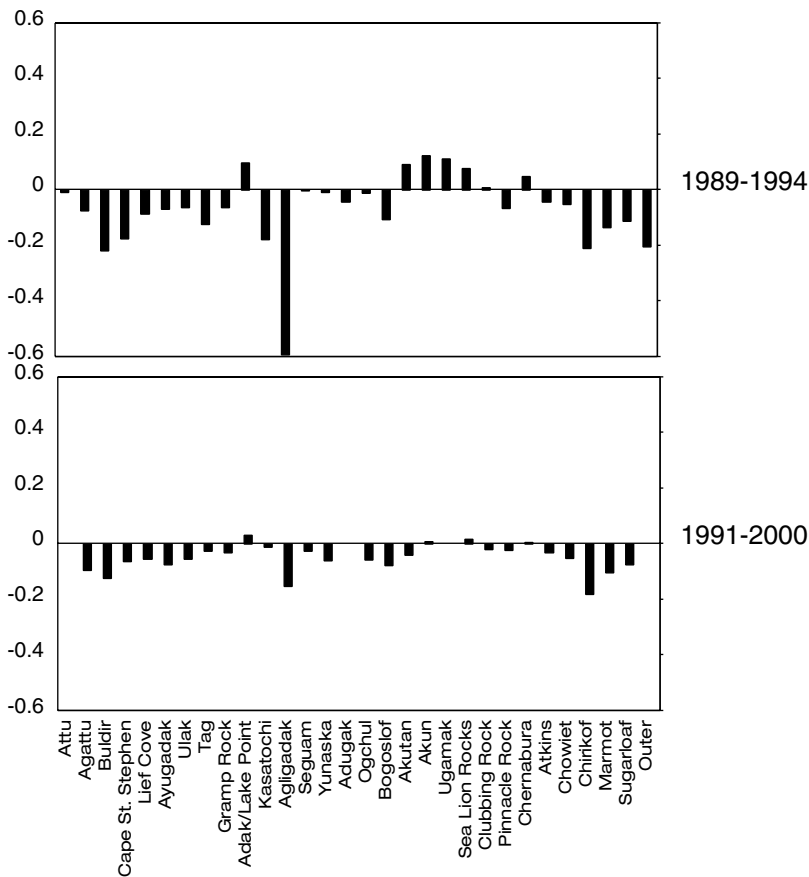 0.6
0.4
0.2
0
-0.2
-0.4
-0.6
1989-1994
0.6
0.4
0.2
0
-0.2
-0.4
-0.6
1991-2000
Attu
Agattu
Buldir
Cape St. Stephen
Lief Cove
Ayugadak
Ulak
Tag
Gramp Rock
Adak/Lake Point
Kasatochi
Agligadak
Seguam
Yunaska
Adugak
Ogchul
Bogoslof
Akutan
Akun
Ugamak
Sea Lion Rocks
Clubbing Rock
Pinnacle Rock
Chernabura
Atkins
Chowlet
Chirikof
Marmot
Sugarloaf
Outer